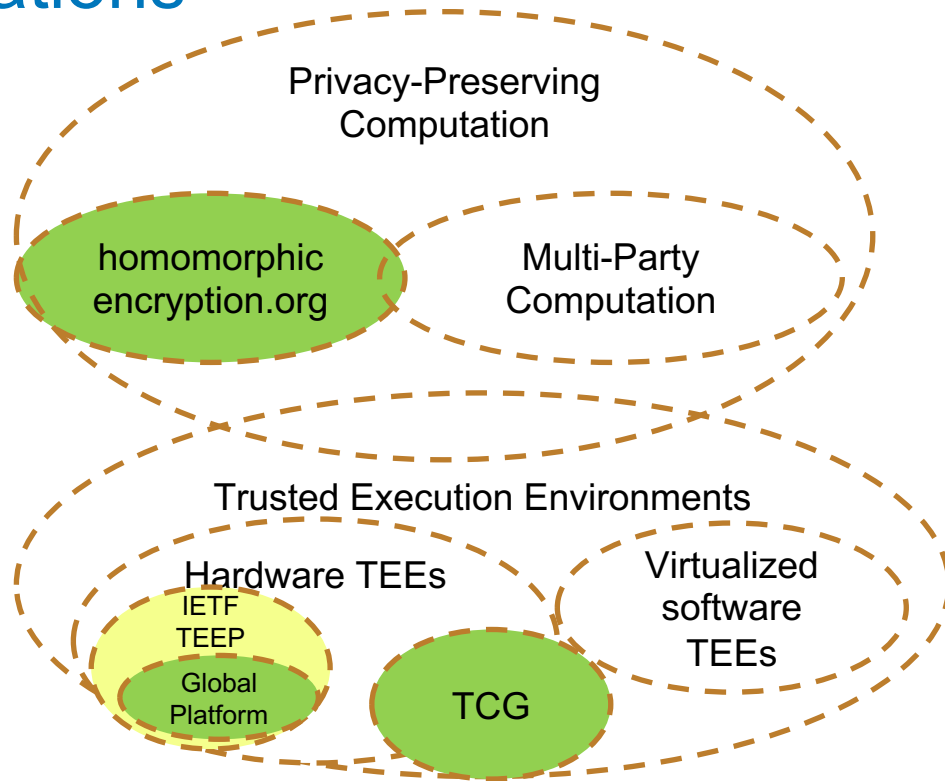 ations
Privacy-Preserving
Computation
homomorphic
encryption.org
Multi-Party
Computation
Trusted Execution Environments
Hardware TEEs
IETF
TEEP
Global
Platform
TCG
Virtualized
software
TEEs